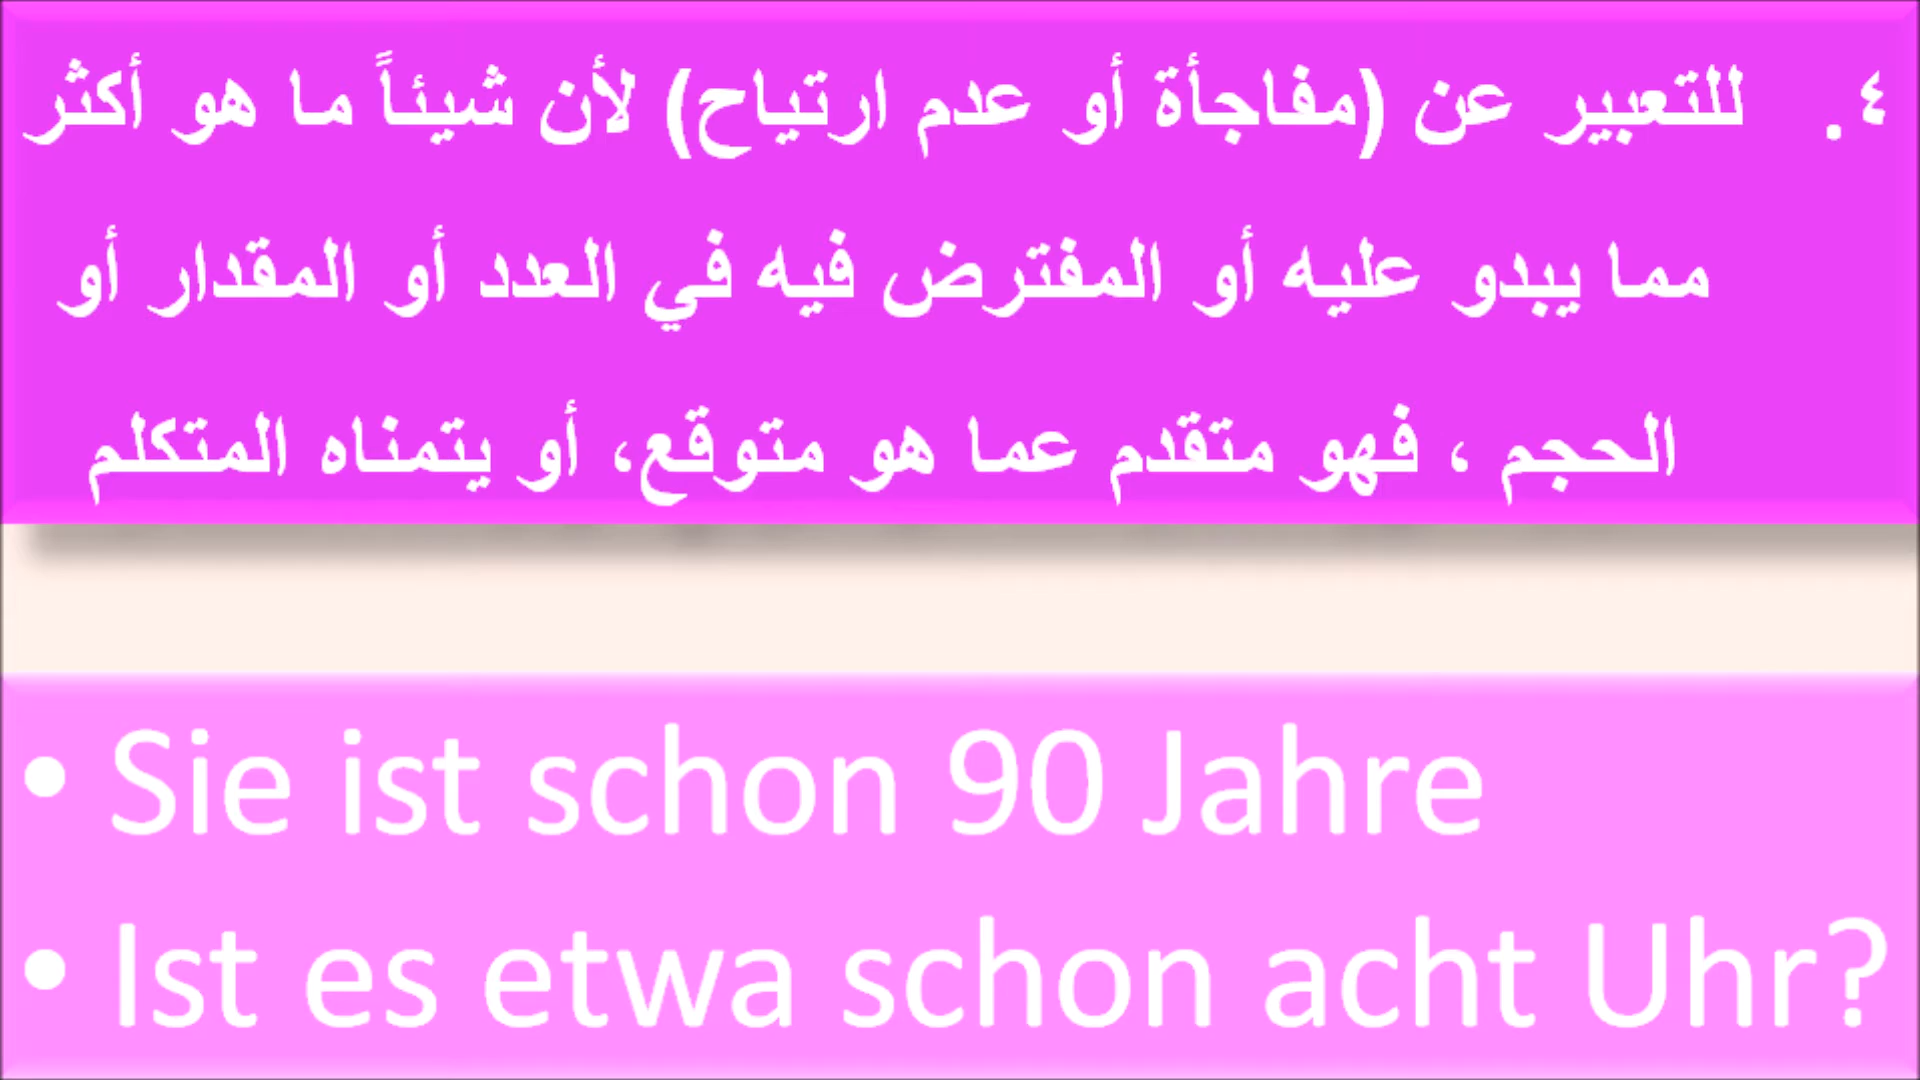 ٤. للتعبير عن (مفاجأة أو عدم ارتياح) لأن شيئاً ما هو أكثر
مما يبدو عليه أو المفترض فيه في العدد أو المقدار أو
الحجم ، فهو متقدم عما هو متوقع، أو يتمناه المتكلم
• Sie ist schon 90 Jahre
• Ist es etwa schon acht Uhr?